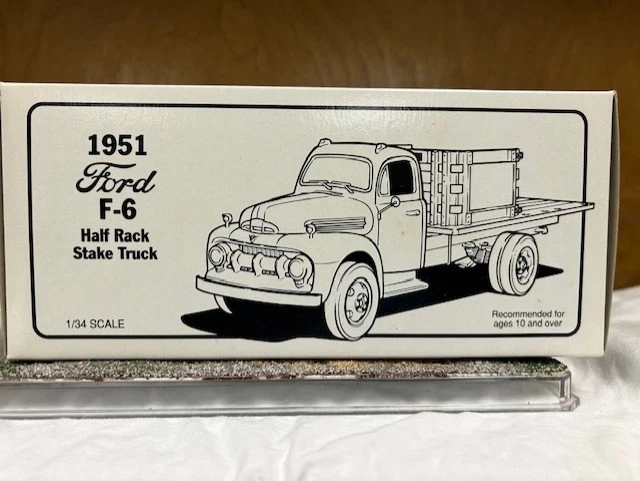 1951
Ford
F-6
Half Rack
Stake Truck
1/34 SCALE
Recommended for
ages 10 and over